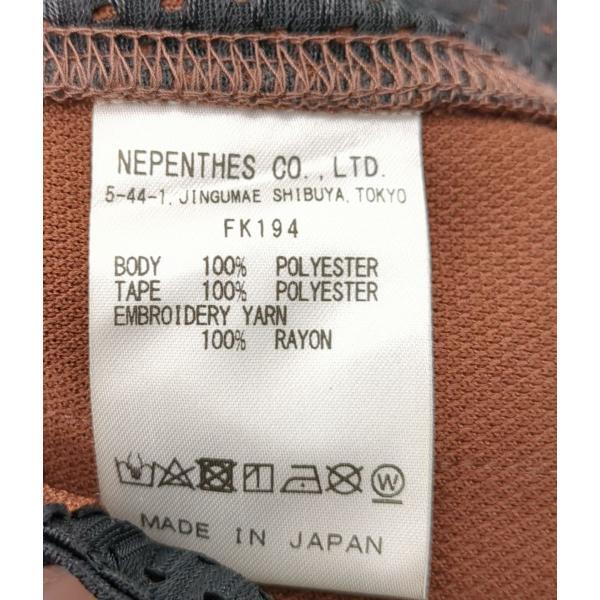 NEPENTHES CO., LTD.
5-44-1, JINGUMAE SHIBUYA, TOKYO
FK194
BODY 100% POLYESTER
TAPE 100% POLYESTER
EMBROIDERY YARN
100% RAYON
W
MADE IN JAPAN